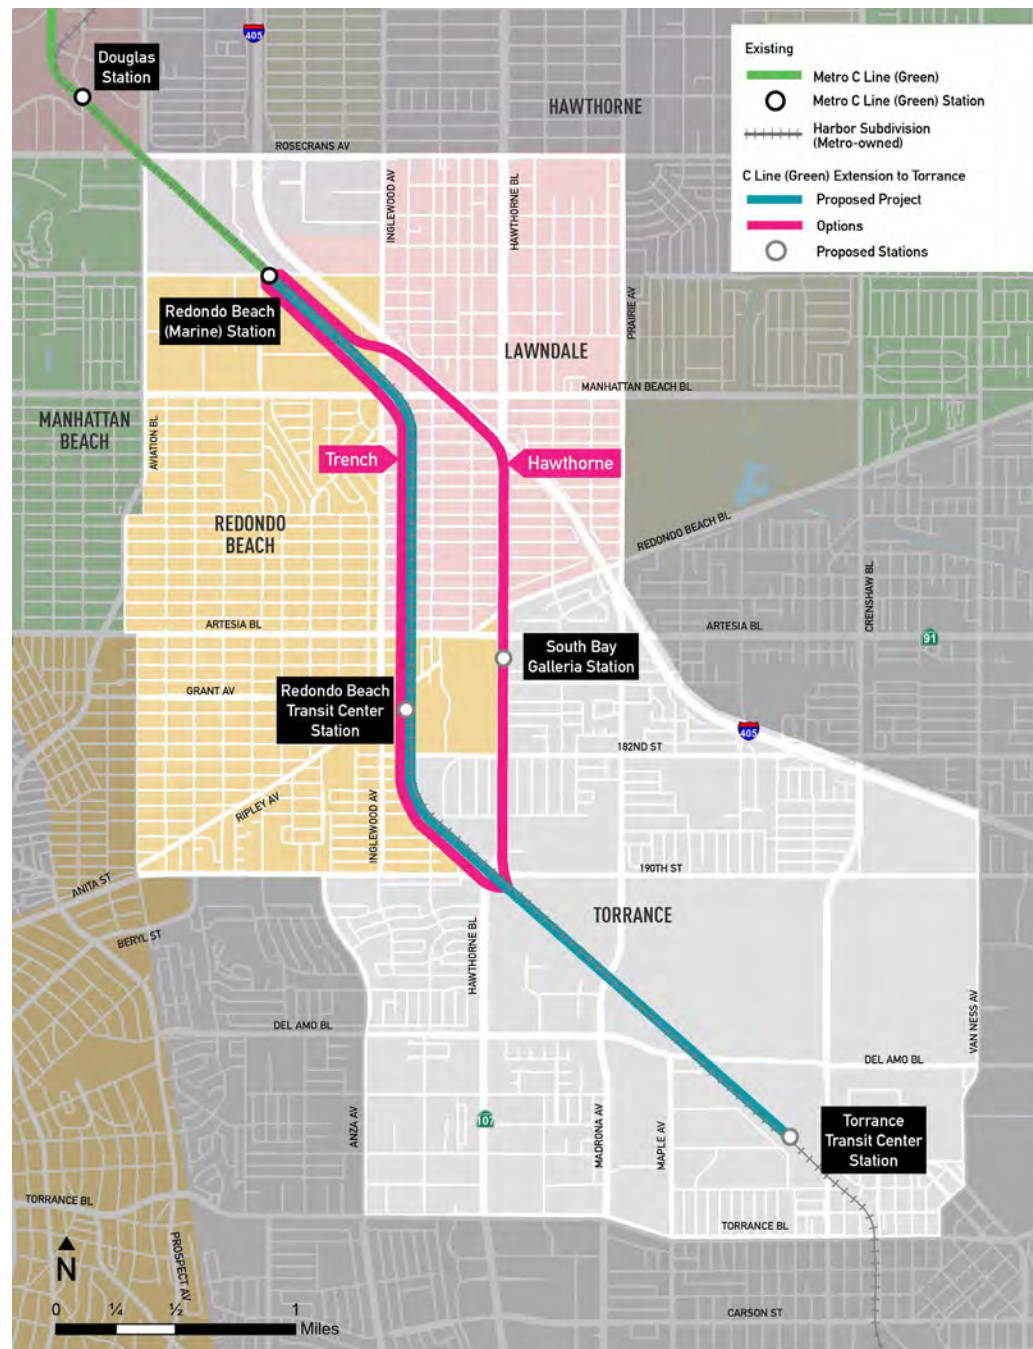 Douglas
Station
405
HAWTHORNE
ROSECRANS AV
INGLEWOOD AV
HAWTHORNE BL
Existing
Metro C Line (Green)
Metro C Line (Green) Station
Harbor Subdivision
(Metro-owned)
C Line (Green) Extension to Torrance
Proposed Project
Options
Proposed Stations
Redondo Beach
(Marine) Station
PRAIRIE AV
LAWNDALE
MANHATTAN BEACH BL
MANHATTAN
BEACH
AVIATION BL
Trench
Hawthorne
REDONDO
BEACH
REDONDO BEACH BL
CRENSHAW BL
ARTESIA BL
ARTESIA BL
91
South Bay
Galleria Station
GRANT AV
Redondo Beach
Transit Center
Station
405
182ND ST
RIPLEY AV
INGLEWOOD AV
190TH ST
ANITA ST
TORRANCE
BERYL ST
HAWTHORNE BL
VAN NESS AV
DEL AMO BL
DEL AMO BL
107
ANZA AV
MADRONA AV
MAPLE AV
Torrance
Transit Center
Station
TORRANCE BL
TORRANCE BL
PROSPECT AV
N
CARSON ST
0 ¼ ½ 1
Miles